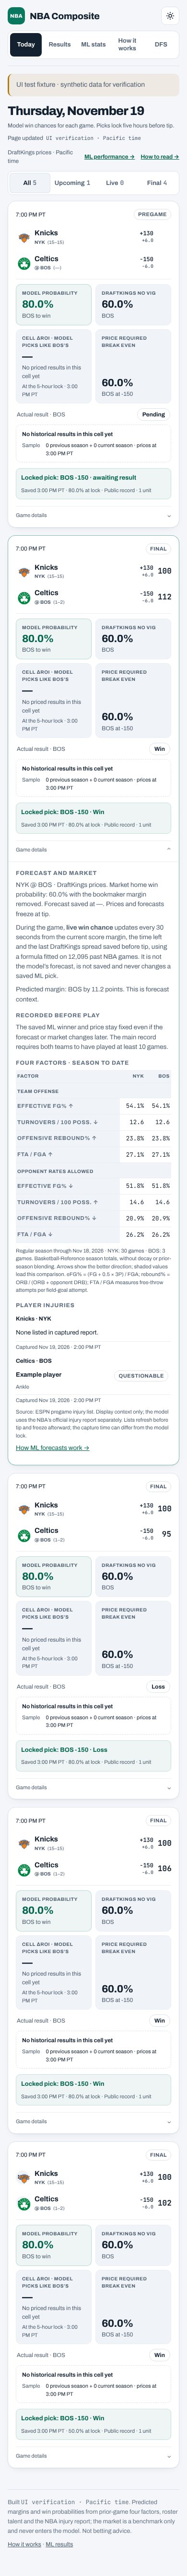 NBA
NBA Composite
Today
Results
ML stats
How it
works
DFS
UI test fixture · synthetic data for verification
Thursday, November 19
Model win chances for each game. Picks lock five hours before tip.
Page updated UI verification · Pacific time
DraftKings prices · Pacific
time
ML performance →
How to read →
All 5
Upcoming 1
Live 0
Final 4
7:00 PM PT
PREGAME
Knicks
NYK (15–15)
+130
+6.0
Celtics
@ BOS (—)
-150
-6.0
MODEL PROBABILITY
80.0%
BOS to win
DRAFTKINGS NO VIG
60.0%
BOS
CELL ΔROI · MODEL
PICKS LIKE BOS'S
—
No priced results in this
cell yet
At the 5-hour lock · 3:00
PM PT
PRICE REQUIRED
BREAK EVEN
60.0%
BOS at -150
Actual result · BOS
Pending
No historical results in this cell yet
Sample 0 previous season + 0 current season · prices at
3:00 PM PT
Locked pick: BOS -150 · awaiting result
Saved 3:00 PM PT · 80.0% at lock · Public record · 1 unit
Game details
7:00 PM PT
FINAL
Knicks
NYK (15–15)
+130
+6.0
100
Celtics
@ BOS (1–2)
-150
-6.0
112
MODEL PROBABILITY
80.0%
BOS to win
DRAFTKINGS NO VIG
60.0%
BOS
CELL ΔROI · MODEL
PICKS LIKE BOS'S
—
No priced results in this
cell yet
At the 5-hour lock · 3:00
PM PT
PRICE REQUIRED
BREAK EVEN
60.0%
BOS at -150
Actual result · BOS
Win
No historical results in this cell yet
Sample 0 previous season + 0 current season · prices at
3:00 PM PT
Locked pick: BOS -150 · Win
Saved 3:00 PM PT · 80.0% at lock · Public record · 1 unit
Game details
FORECAST AND MARKET
NYK @ BOS · DraftKings prices. Market home win
probability: 60.0% with the bookmaker margin
removed. Forecast saved at —. Prices and forecasts
freeze at tip.
During the game, live win chance updates every 30
seconds from the current score margin, the time left
and the last DraftKings spread saved before tip, using
a formula fitted on 12,095 past NBA games. It is not
the model's forecast, is not saved and never changes a
saved ML pick.
Predicted margin: BOS by 11.2 points. This is forecast
context.
RECORDED BEFORE PLAY
The saved ML winner and price stay fixed even if the
forecast or market changes later. The main record
requires both teams to have played at least 10 games.
FOUR FACTORS · SEASON TO DATE
FACTOR NYK BOS
TEAM OFFENSE
EFFECTIVE FG% ↑ 54.1% 54.1%
TURNOVERS / 100 POSS. ↓ 12.6 12.6
OFFENSIVE REBOUND% ↑ 23.8% 23.8%
FTA / FGA ↑ 27.1% 27.1%
OPPONENT RATES ALLOWED
EFFECTIVE FG% ↓ 51.8% 51.8%
TURNOVERS / 100 POSS. ↑ 14.6 14.6
OFFENSIVE REBOUND% ↓ 20.9% 20.9%
FTA / FGA ↓ 26.2% 26.2%
Regular season through Nov 18, 2026 · NYK: 30 games · BOS: 3
games. Basketball-Reference season totals, without decay or prior-
season blending. Arrows show the better direction; shaded values
lead this comparison. eFG% = (FG + 0.5 × 3P) / FGA; rebound% =
ORB / (ORB + opponent DRB); FTA / FGA measures free-throw
attempts per field-goal attempt.
PLAYER INJURIES
Knicks · NYK
None listed in captured report.
Captured Nov 19, 2026 · 2:00 PM PT
Celtics · BOS
Example player
QUESTIONABLE
Ankle
Captured Nov 19, 2026 · 2:00 PM PT
Source: ESPN pregame injury list. Display context only; the model
uses the NBA's official injury report separately. Lists refresh before
tip and freeze afterward; the capture time can differ from the model
lock.
How ML forecasts work →
7:00 PM PT
FINAL
Knicks
NYK (15–15)
+130
+6.0
100
Celtics
@ BOS (1–2)
-150
-6.0
95
MODEL PROBABILITY
80.0%
BOS to win
DRAFTKINGS NO VIG
60.0%
BOS
CELL ΔROI · MODEL
PICKS LIKE BOS'S
—
No priced results in this
cell yet
At the 5-hour lock · 3:00
PM PT
PRICE REQUIRED
BREAK EVEN
60.0%
BOS at -150
Actual result · BOS
Loss
No historical results in this cell yet
Sample 0 previous season + 0 current season · prices at
3:00 PM PT
Locked pick: BOS -150 · Loss
Saved 3:00 PM PT · 80.0% at lock · Public record · 1 unit
Game details
7:00 PM PT
FINAL
Knicks
NYK (15–15)
+130
+6.0
100
Celtics
@ BOS (1–2)
-150
-6.0
106
MODEL PROBABILITY
80.0%
BOS to win
DRAFTKINGS NO VIG
60.0%
BOS
CELL ΔROI · MODEL
PICKS LIKE BOS'S
—
No priced results in this
cell yet
At the 5-hour lock · 3:00
PM PT
PRICE REQUIRED
BREAK EVEN
60.0%
BOS at -150
Actual result · BOS
Win
No historical results in this cell yet
Sample 0 previous season + 0 current season · prices at
3:00 PM PT
Locked pick: BOS -150 · Win
Saved 3:00 PM PT · 80.0% at lock · Public record · 1 unit
Game details
7:00 PM PT
FINAL
Knicks
NYK (15–15)
+130
+6.0
100
Celtics
@ BOS (1–2)
-150
-6.0
102
MODEL PROBABILITY
50.0%
BOS to win
DRAFTKINGS NO VIG
60.0%
BOS
CELL ΔROI · MODEL
PICKS LIKE BOS'S
—
No priced results in this
cell yet
At the 5-hour lock · 3:00
PM PT
PRICE REQUIRED
BREAK EVEN
60.0%
BOS at -150
Actual result · BOS
Win
No historical results in this cell yet
Sample 0 previous season + 0 current season · prices at
3:00 PM PT
Locked pick: BOS -150 · Win
Saved 3:00 PM PT · 50.0% at lock · Public record · 1 unit
Game details
Built UI verification · Pacific time. Predicted
margins and win probabilities from prior-game four factors, roster
talent and the NBA injury report; the market is a benchmark only
and never enters the model. Not betting advice.
How it works · ML results